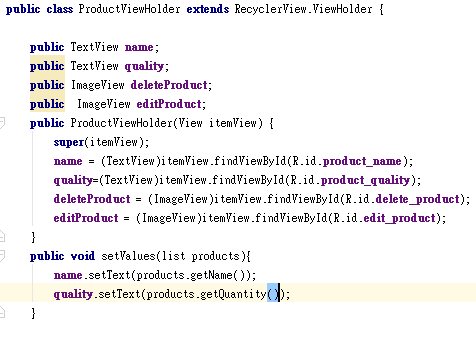 public class ProductViewHolder extends RecyclerView.ViewHolder {
public TextView name;
public TextView quality;
public ImageView deleteProduct;
public  ImageView editProduct;
public ProductViewHolder(View itemView) {
super(itemView);
name = (TextView)itemView.findViewById(R.id.product_name);
quality=(TextView)itemView.findViewById(R.id.product_quality);
deleteProduct = (ImageView)itemView.findViewById(R.id.delete_product);
editProduct = (ImageView)itemView.findViewById(R.id.edit_product);
}
public void setValues(list products){
name.setText(products.getName());
quality.setText(products.getQuantity());
}